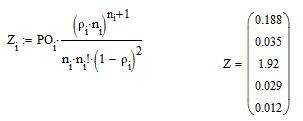 Z_i := PO_i · (ρ_i · n_i)^(n_i+1) / (n_i · n_i! · (1 − ρ_i)^2)
Z = (0.188
0.035
1.92
0.029
0.012)